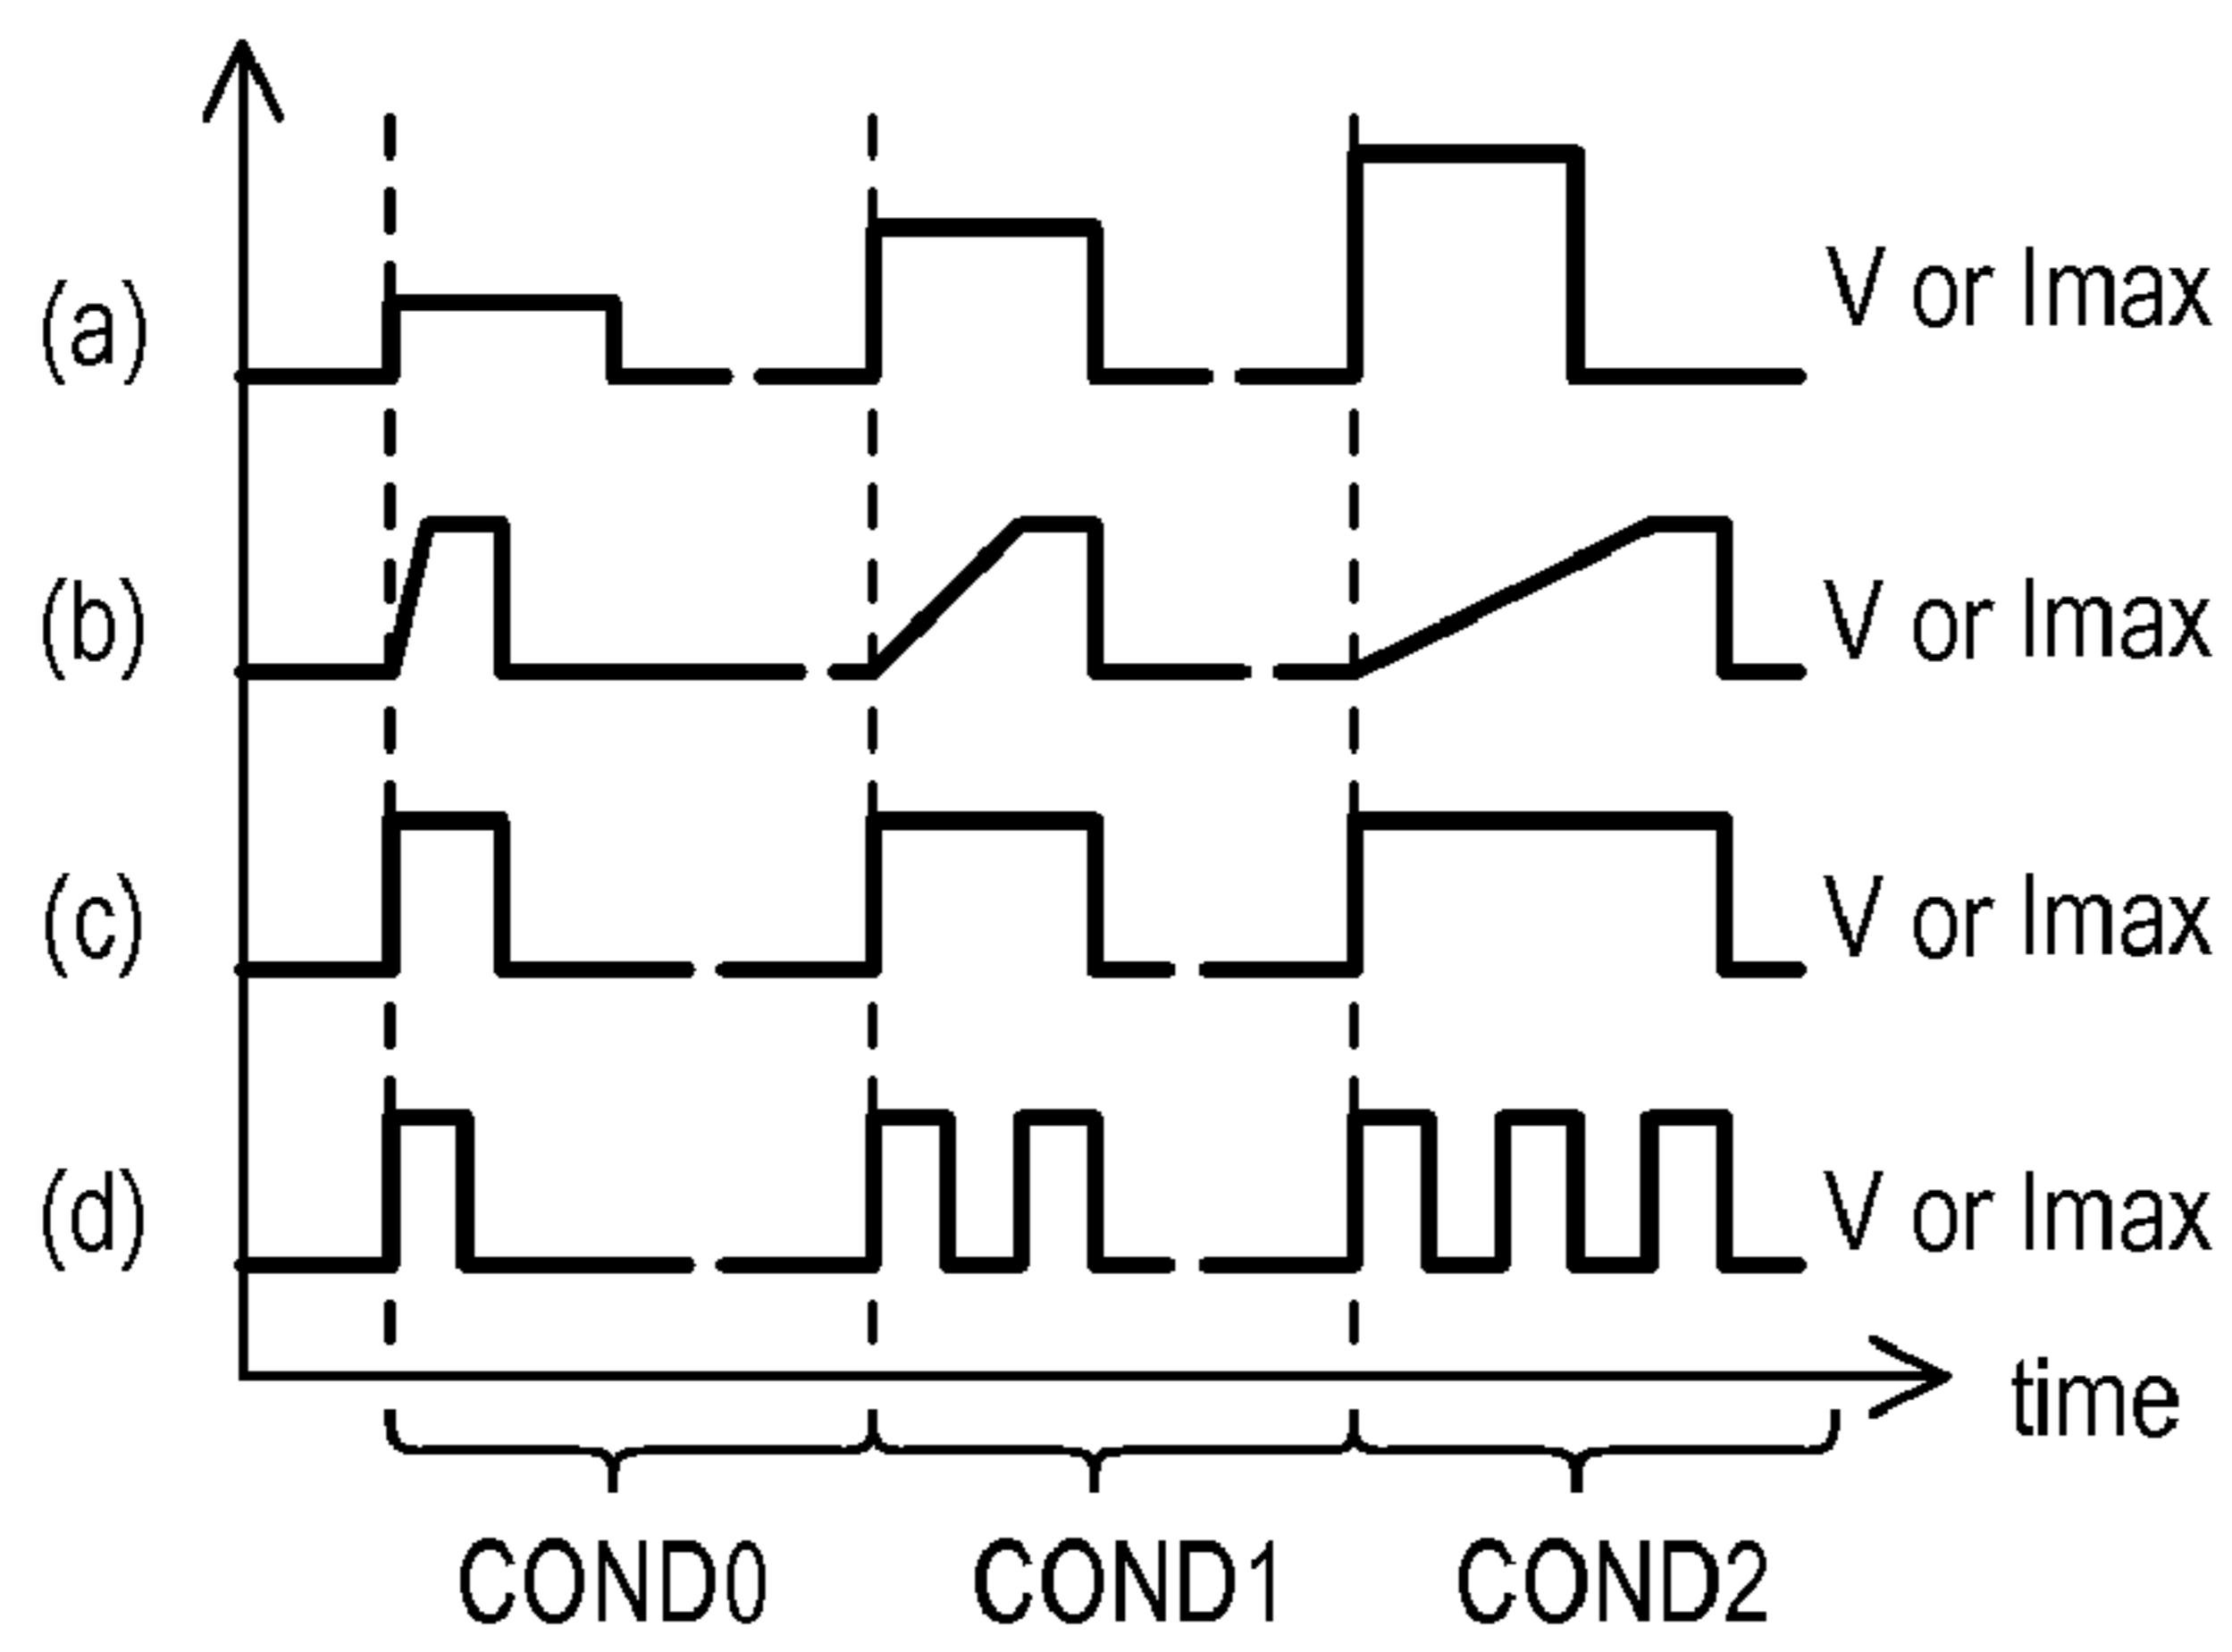 (a) V or Imax
(b) V or Imax
(c) V or Imax
(d) V or Imax
time
COND0 COND1 COND2